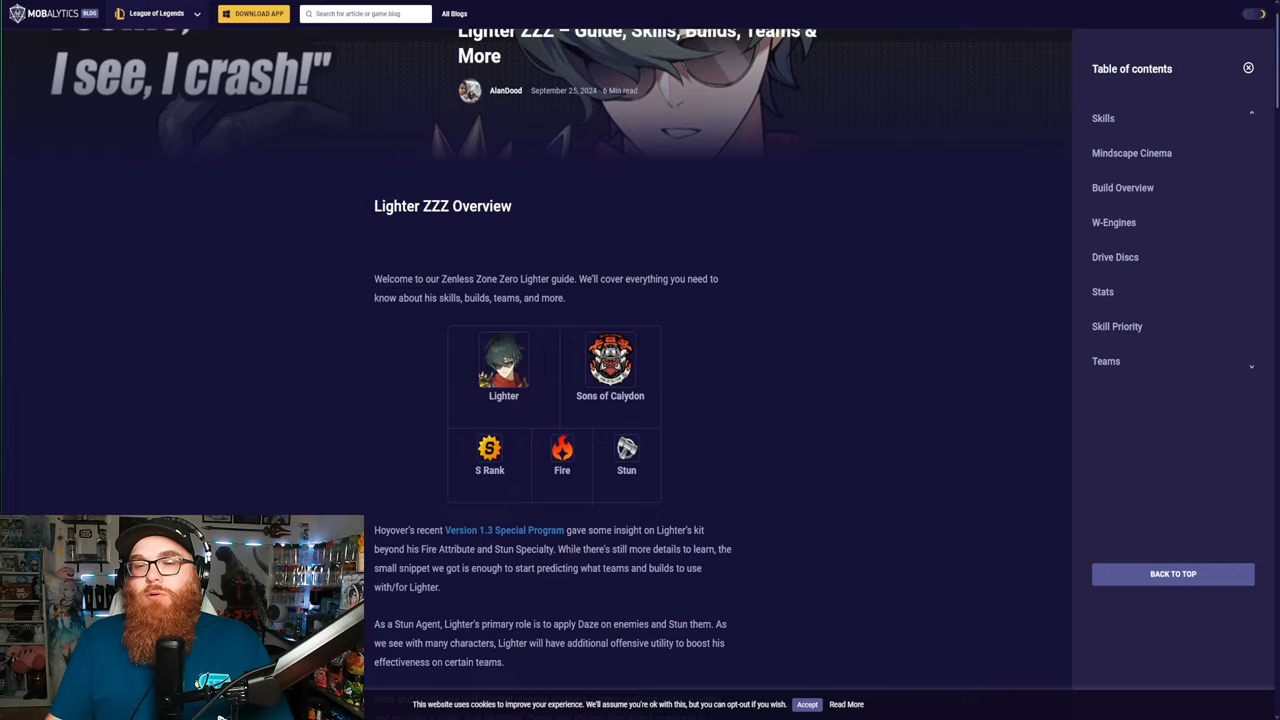 MOBALYTICS BLOG
League of Legends
DOWNLOAD APP
Search for article or game blog
All Blogs
I see, I crash!"
Lighter ZZZ – Guide, Skills, Builds, Teams &
More
AlanDood September 25, 2024 · 6 Min read
Lighter ZZZ Overview
Welcome to our Zenless Zone Zero Lighter guide. We'll cover everything you need to
know about his skills, builds, teams, and more.
Lighter
Sons of Calydon
S Rank
Fire
Stun
Hoyover's recent Version 1.3 Special Program gave some insight on Lighter's kit
beyond his Fire Attribute and Stun Specialty. While there's still more details to learn, the
small snippet we got is enough to start predicting what teams and builds to use
with/for Lighter.
As a Stun Agent, Lighter's primary role is to apply Daze on enemies and Stun them. As
we see with many characters, Lighter will have additional offensive utility to boost his
effectiveness on certain teams.
Table of contents
Skills
Mindscape Cinema
Build Overview
W-Engines
Drive Discs
Stats
Skill Priority
Teams
BACK TO TOP
This website uses cookies to improve your experience. We'll assume you're ok with this, but you can opt-out if you wish.
Accept
Read More